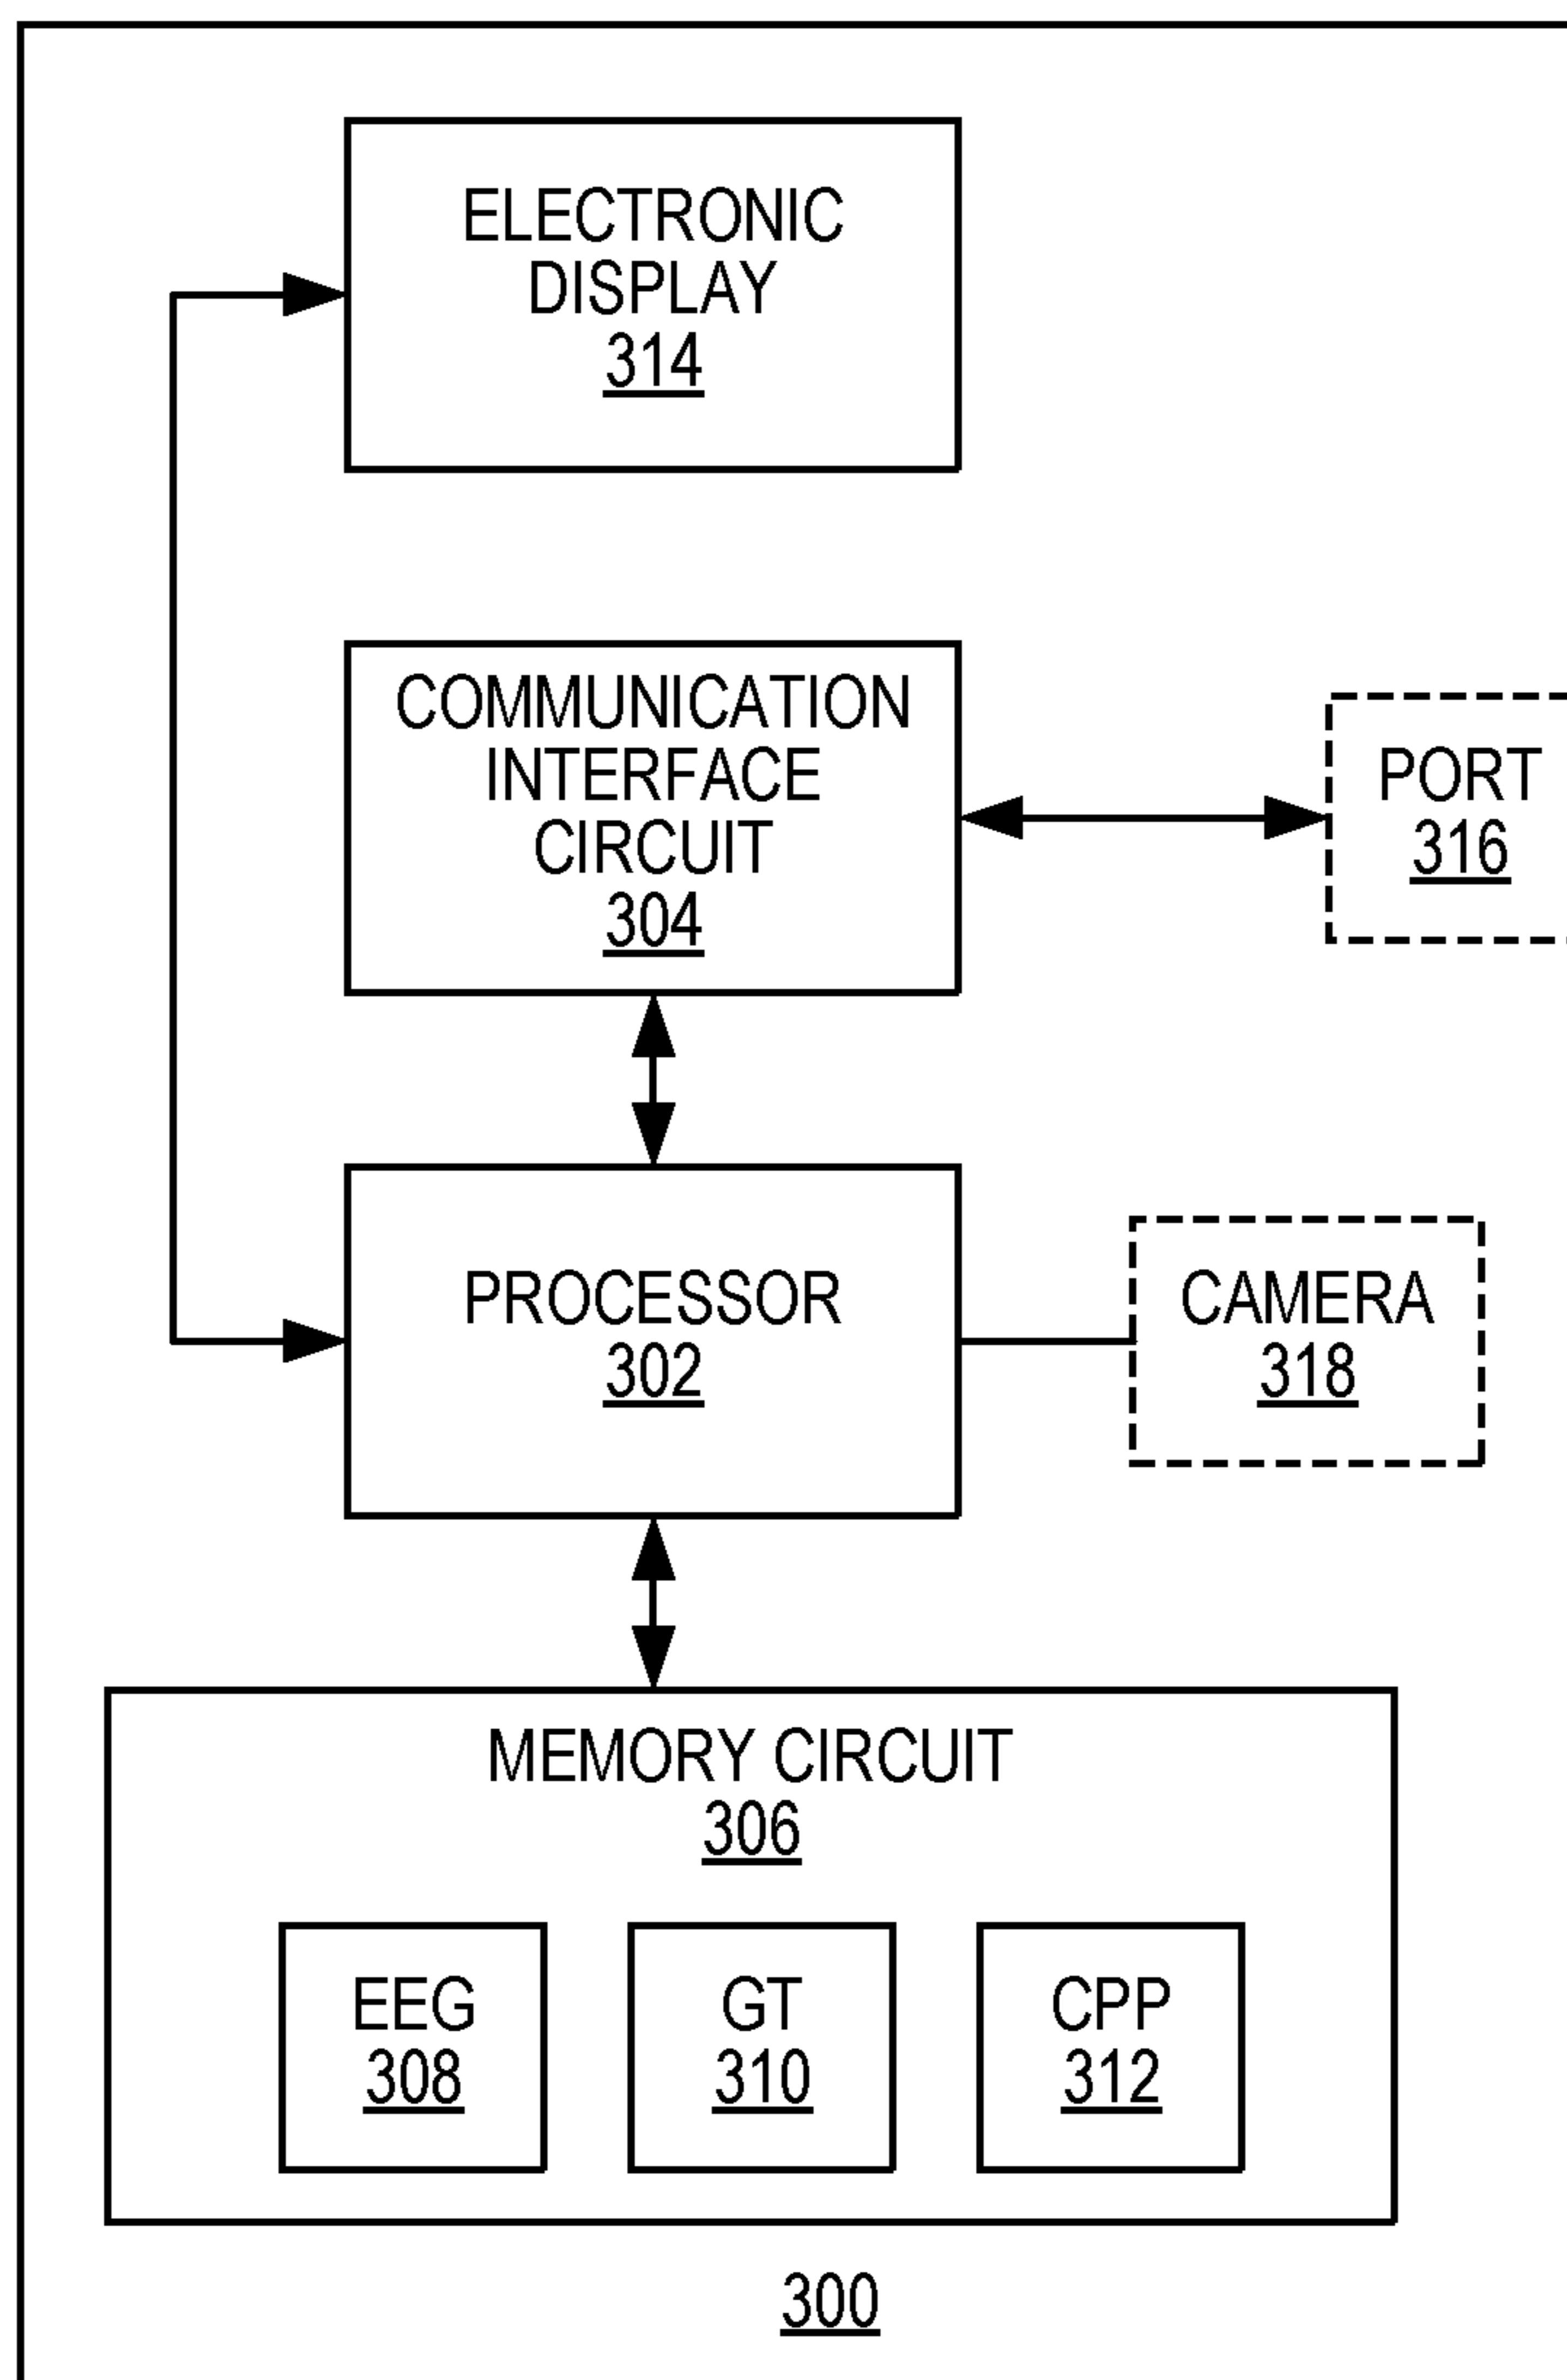 ELECTRONIC
DISPLAY
314
COMMUNICATION
INTERFACE
CIRCUIT
304
PORT
316
PROCESSOR
302
CAMERA
318
MEMORY CIRCUIT
306
EEG
308
GT
310
CPP
312
300